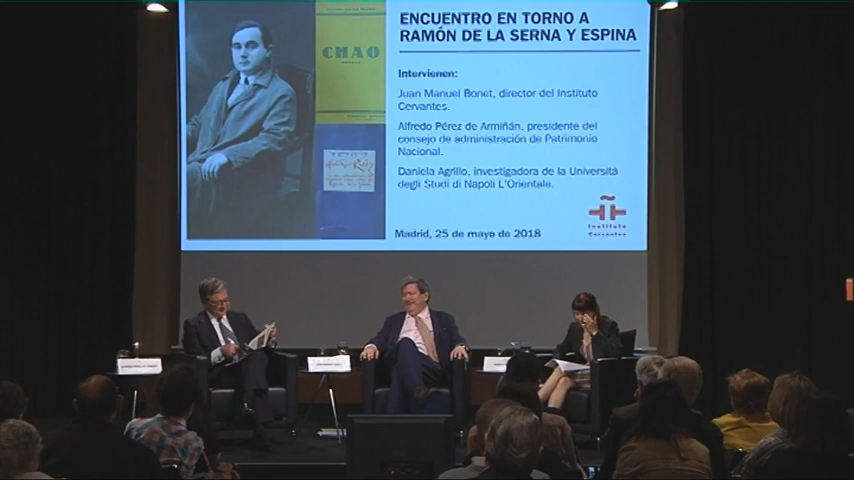 ENCUENTRO EN TORNO A
RAMÓN DE LA SERNA Y ESPINA
Intervienen:
Juan Manuel Bonet, director del Instituto
Cervantes.
Alfredo Pérez de Armiñán, presidente del
consejo de administración de Patrimonio
Nacional.
Daniela Agrillo, investigadora de la Università
degli Studi di Napoli L'Orientale.
Madrid, 25 de mayo de 2018
Instituto
Cervantes
CHAO